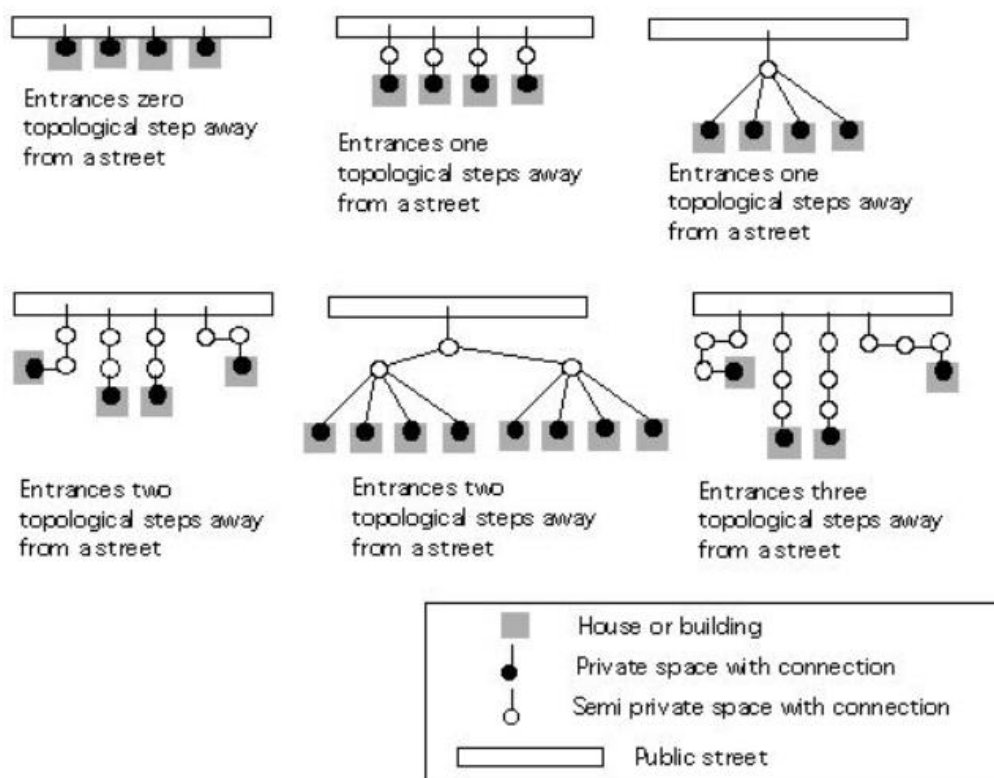 Entrances zero
topological step away
from a street
Entrances one
topological steps away
from a street
Entrances one
topological steps away
from a street
Entrances two
topological steps away
from a street
Entrances two
topological steps away
from a street
Entrances three
topological steps away
from a street
House or building
Private space with connection
Semi private space with connection
Public street